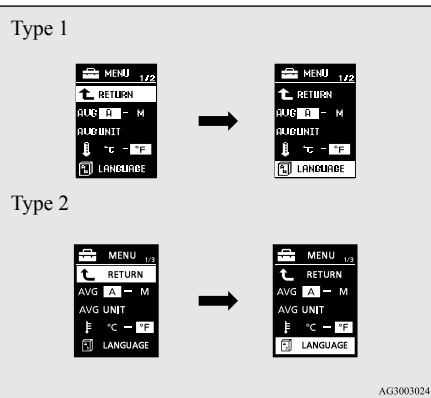 Type 1
MENU 1/2
RETURN
AVG A - M
AVG UNIT
°C - °F
LANGUAGE
MENU 1/2
RETURN
AVG A - M
AVG UNIT
°C - °F
LANGUAGE
Type 2
MENU 1/3
RETURN
AVG A - M
AVG UNIT
°C - °F
LANGUAGE
MENU 1/3
RETURN
AVG A - M
AVG UNIT
°C - °F
LANGUAGE
AG3003024